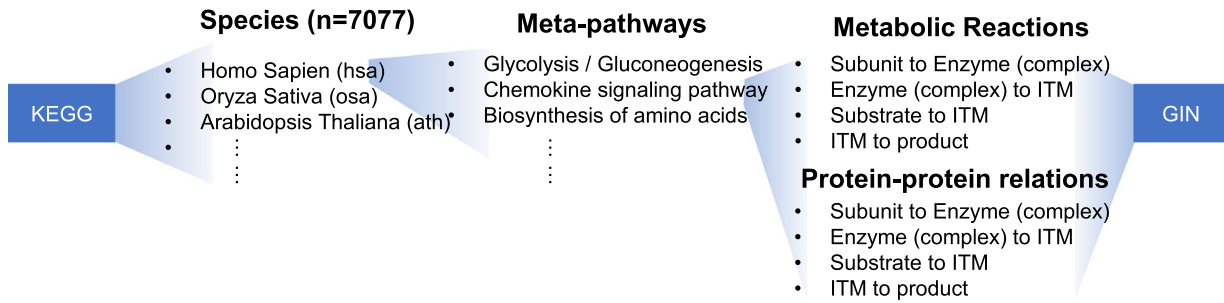 KEGG
Species (n=7077)
• Homo Sapien (hsa)
• Oryza Sativa (osa)
• Arabidopsis Thaliana (ath)
•
Meta-pathways
• Glycolysis / Gluconeogenesis
• Chemokine signaling pathway
• Biosynthesis of amino acids
Metabolic Reactions
• Subunit to Enzyme (complex)
• Enzyme (complex) to ITM
• Substrate to ITM
• ITM to product
Protein-protein relations
• Subunit to Enzyme (complex)
• Enzyme (complex) to ITM
• Substrate to ITM
• ITM to product
GIN